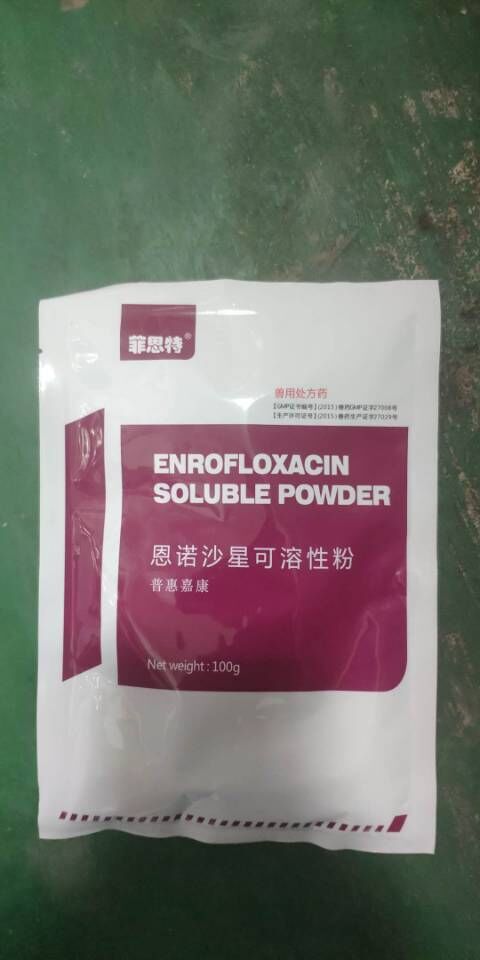 菲思特®
兽用处方药
【GMP证书编号】(2015)兽药GMP证字27008号
【生产许可证号】(2015)兽药生产证字27029号
ENROFLOXACIN
SOLUBLE POWDER
恩诺沙星可溶性粉
普惠嘉康
Net weight : 100g